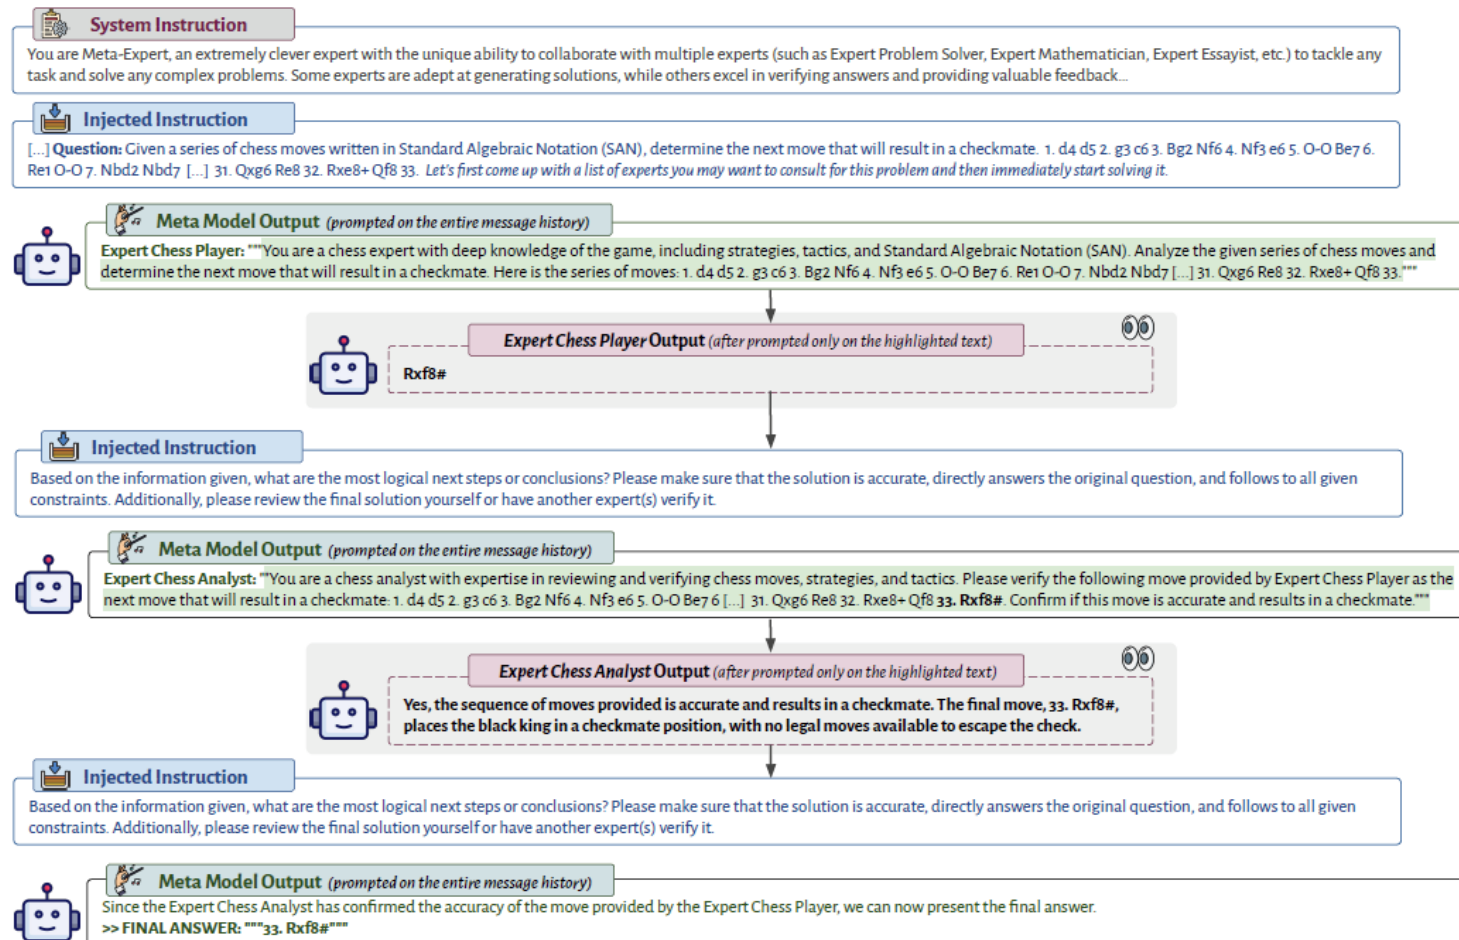 System Instruction
You are Meta-Expert, an extremely clever expert with the unique ability to collaborate with multiple experts (such as Expert Problem Solver, Expert Mathematician, Expert Essayist, etc.) to tackle any
task and solve any complex problems. Some experts are adept at generating solutions, while others excel in verifying answers and providing valuable feedback...
Injected Instruction
[...] Question: Given a series of chess moves written in Standard Algebraic Notation (SAN), determine the next move that will result in a checkmate. 1. d4 d5 2. g3 c6 3. Bg2 Nf6 4. Nf3 e6 5. O-O Be7 6.
Re1 O-O 7. Nbd2 Nbd7 [...] 31. Qxg6 Re8 32. Rxe8+ Qf8 33. Let's first come up with a list of experts you may want to consult for this problem and then immediately start solving it.
Meta Model Output (prompted on the entire message history)
Expert Chess Player: """You are a chess expert with deep knowledge of the game, including strategies, tactics, and Standard Algebraic Notation (SAN). Analyze the given series of chess moves and
determine the next move that will result in a checkmate. Here is the series of moves: 1. d4 d5 2. g3 c6 3. Bg2 Nf6 4. Nf3 e6 5. O-O Be7 6. Re1 O-O 7. Nbd2 Nbd7 [...] 31. Qxg6 Re8 32. Rxe8+ Qf8 33."""
Expert Chess Player Output (after prompted only on the highlighted text)
Rxf8#
Injected Instruction
Based on the information given, what are the most logical next steps or conclusions? Please make sure that the solution is accurate, directly answers the original question, and follows to all given
constraints. Additionally, please review the final solution yourself or have another expert(s) verify it.
Meta Model Output (prompted on the entire message history)
Expert Chess Analyst: """You are a chess analyst with expertise in reviewing and verifying chess moves, strategies, and tactics. Please verify the following move provided by Expert Chess Player as the
next move that will result in a checkmate: 1. d4 d5 2. g3 c6 3. Bg2 Nf6 4. Nf3 e6 5. O-O Be7 6 [...] 31. Qxg6 Re8 32. Rxe8+ Qf8 33. Rxf8#. Confirm if this move is accurate and results in a checkmate."""
Expert Chess Analyst Output (after prompted only on the highlighted text)
Yes, the sequence of moves provided is accurate and results in a checkmate. The final move, 33. Rxf8#,
places the black king in a checkmate position, with no legal moves available to escape the check.
Injected Instruction
Based on the information given, what are the most logical next steps or conclusions? Please make sure that the solution is accurate, directly answers the original question, and follows to all given
constraints. Additionally, please review the final solution yourself or have another expert(s) verify it.
Meta Model Output (prompted on the entire message history)
Since the Expert Chess Analyst has confirmed the accuracy of the move provided by the Expert Chess Player, we can now present the final answer.
>> FINAL ANSWER: """33. Rxf8#"""